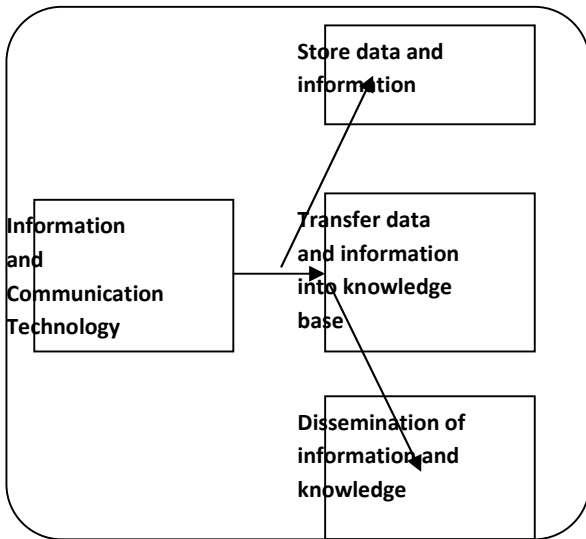 Store data and
information
Information
and
Communication
Technology
Transfer data
and information
into knowledge
base
Dissemination of
information and
knowledge